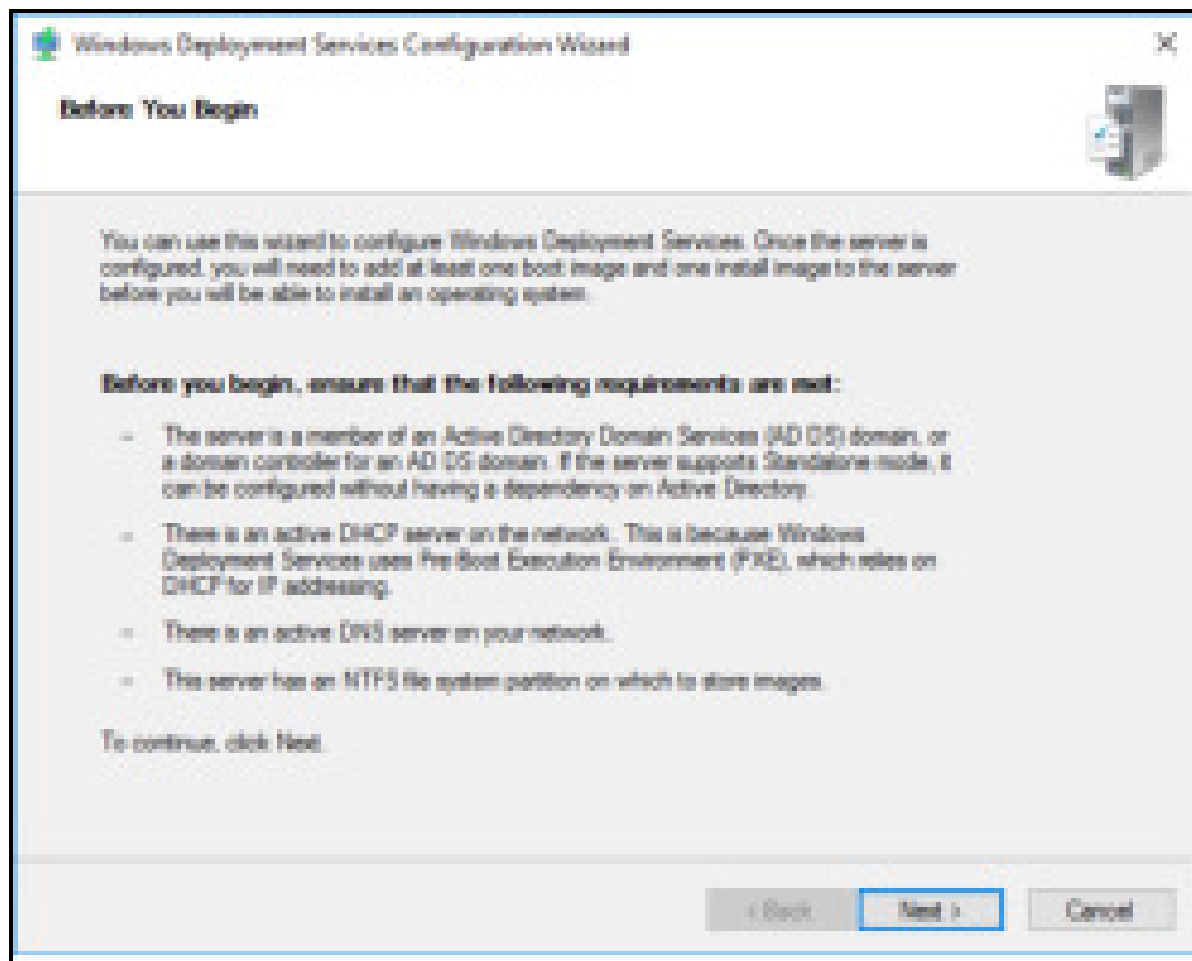 Windows Deployment Services Configuration Wizard
Before You Begin
You can use this wizard to configure Windows Deployment Services. Once the server is
configured, you will need to add at least one boot image and one install image to the server
before you will be able to install an operating system.
Before you begin, ensure that the following requirements are met:
- The server is a member of an Active Directory Domain Services (AD DS) domain, or
a domain controller for an AD DS domain. If the server supports Standalone mode, it
can be configured without having a dependency on Active Directory.
- There is an active DHCP server on the network. This is because Windows
Deployment Services uses Pre-Boot Execution Environment (PXE), which relies on
DHCP for IP addressing.
- There is an active DNS server on your network.
- This server has an NTFS file system partition on which to store images.
To continue, click Next.
< Back
Next >
Cancel